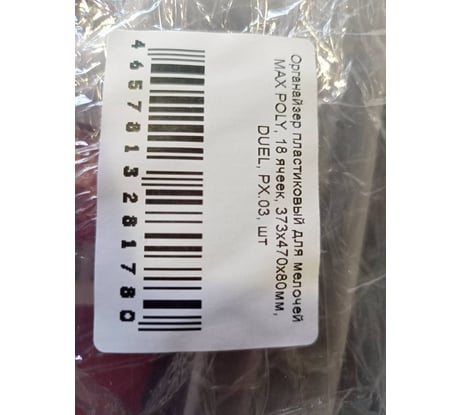 Органайзер пластиковый для мелочей
MAX POLY, 18 ячеек, 373х470х80мм,
DUEL, PX.03, шт
4657813281780